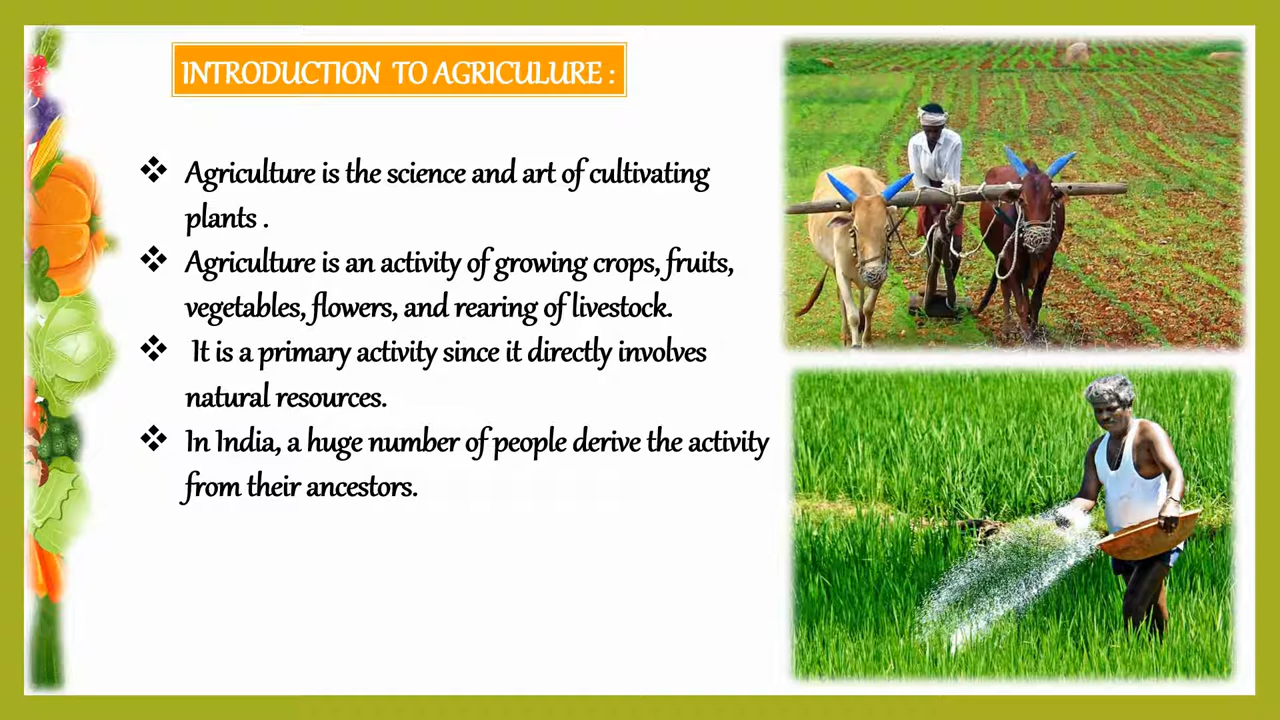 INTRODUCTION TO AGRICULURE :
❖ Agriculture is the science and art of cultivating
plants .
❖ Agriculture is an activity of growing crops, fruits,
vegetables, flowers, and rearing of livestock.
❖ It is a primary activity since it directly involves
natural resources.
❖ In India, a huge number of people derive the activity
from their ancestors.